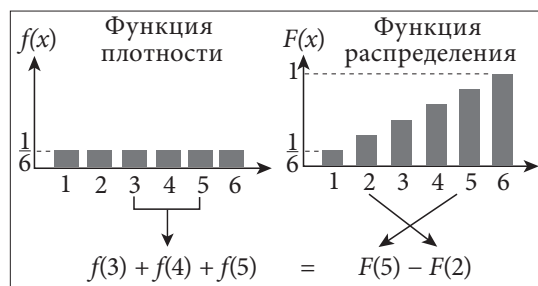 f(x) Функция плотности
1/6
1 2 3 4 5 6
F(x) Функция распределения
1
1/6
1 2 3 4 5 6
f(3) + f(4) + f(5) = F(5) − F(2)